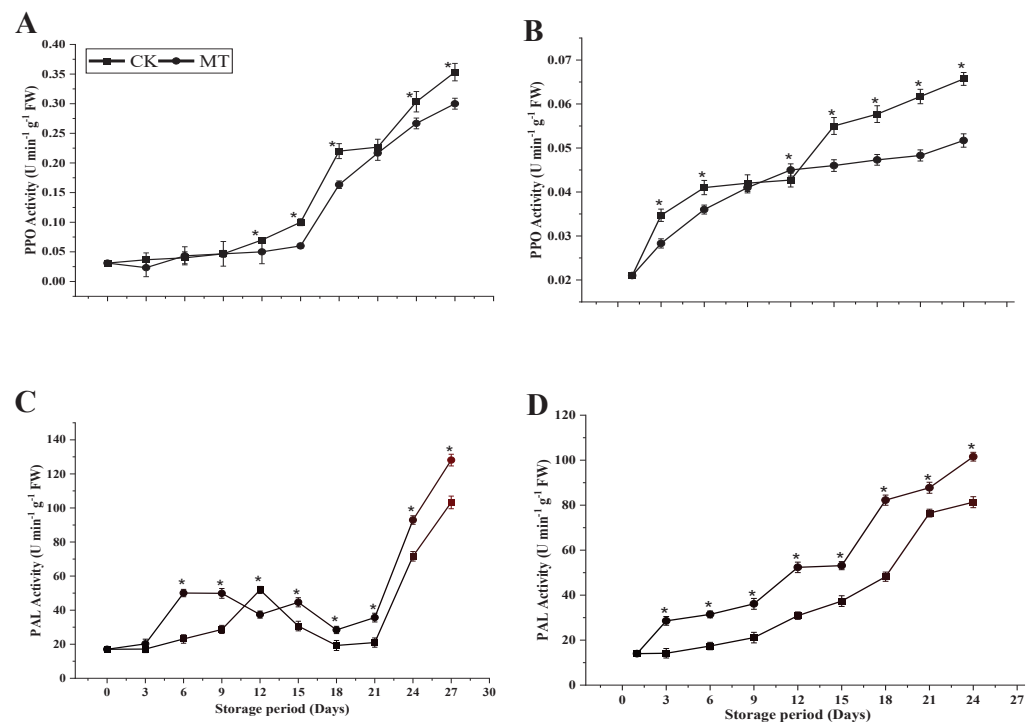 A
B
CK MT
PPO Activity (U min-1 g-1 FW)
0.40
0.35
0.30
0.25
0.20
0.15
0.10
0.05
0.00
* * * * *
PPO Activity (U min-1 g-1 FW)
0.07
0.06
0.05
0.04
0.03
0.02
* * * * * * *
C
D
PAL Activity (U min-1 g-1 FW)
140
120
100
80
60
40
20
0
* * * * * * * *
0 3 6 9 12 15 18 21 24 27 30
Storage period (Days)
PAL Activity (U min-1 g-1 FW)
120
100
80
60
40
20
0
* * * * * * * *
0 3 6 9 12 15 18 21 24 27
Storage period (Days)